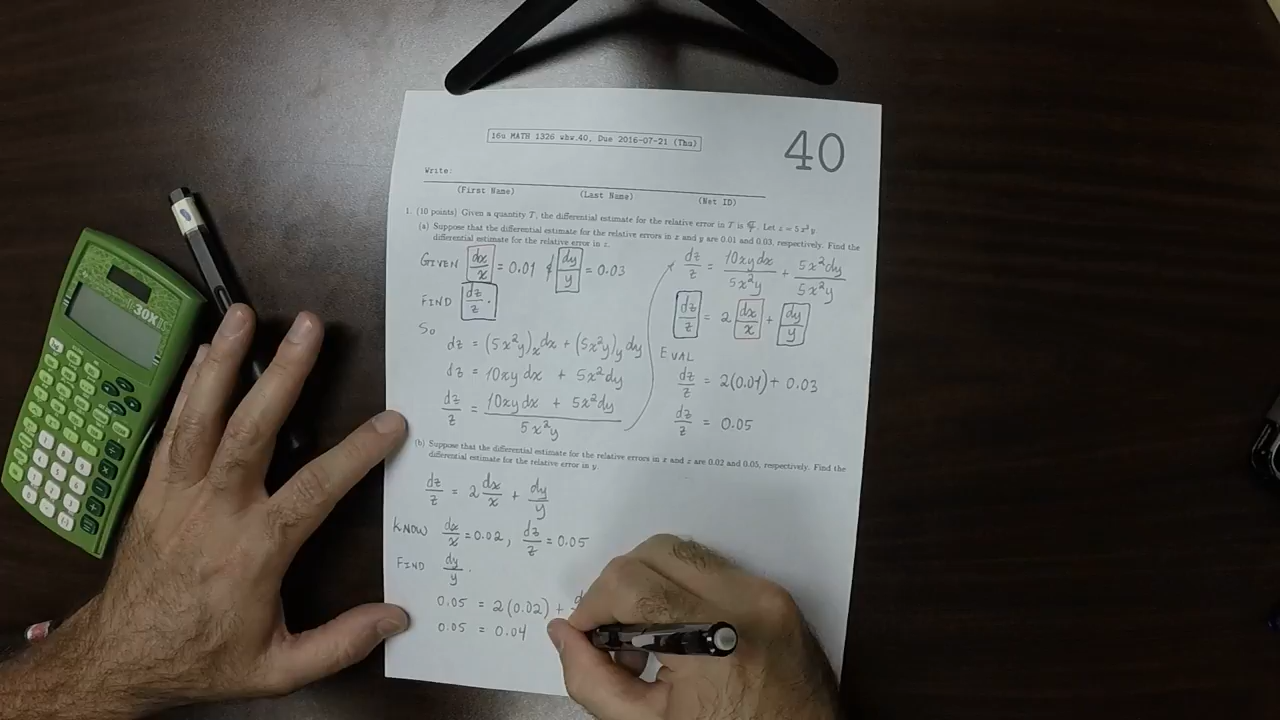 16u MATH 1326 wbw.40, Due 2016-07-21 (Thu)
40
Write:
(First Name) (Last Name) (Net ID)
1. (10 points) Given a quantity T, the differential estimate for the relative error in T is dT/T. Let z = 5x²y.
(a) Suppose that the differential estimate for the relative errors in x and y are 0.01 and 0.03, respectively. Find the
differential estimate for the relative error in z.
GIVEN dx/x = 0.01 & dy/y = 0.03
FIND dz/z.
So
dz = (5x²y)ₓdx + (5x²y)_y dy
dz = 10xy dx + 5x²dy
dz/z = (10xy dx + 5x²dy)/(5x²y)
dz/z = 10xy dx/5x²y + 5x²dy/5x²y
dz/z = 2 dx/x + dy/y
EVAL
dz/z = 2(0.01) + 0.03
dz/z = 0.05
(b) Suppose that the differential estimate for the relative errors in x and z are 0.02 and 0.05, respectively. Find the
differential estimate for the relative error in y
dz/z = 2 dx/x + dy/y
KNOW dx/x = 0.02, dz/z = 0.05
FIND dy/y.
0.05 = 2(0.02) + d
0.05 = 0.04
30X